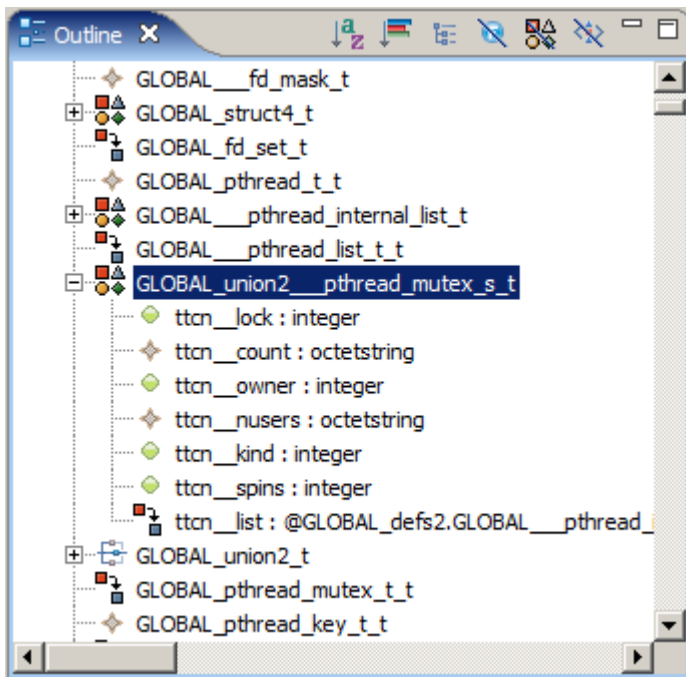 Outline
GLOBAL___fd_mask_t
GLOBAL_struct4_t
GLOBAL_fd_set_t
GLOBAL_pthread_t_t
GLOBAL___pthread_internal_list_t
GLOBAL___pthread_list_t_t
GLOBAL_union2___pthread_mutex_s_t
ttcn__lock : integer
ttcn__count : octetstring
ttcn__owner : integer
ttcn__nusers : octetstring
ttcn__kind : integer
ttcn__spins : integer
ttcn__list : @GLOBAL_defs2.GLOBAL___pthread_
GLOBAL_union2_t
GLOBAL_pthread_mutex_t_t
GLOBAL_pthread_key_t_t